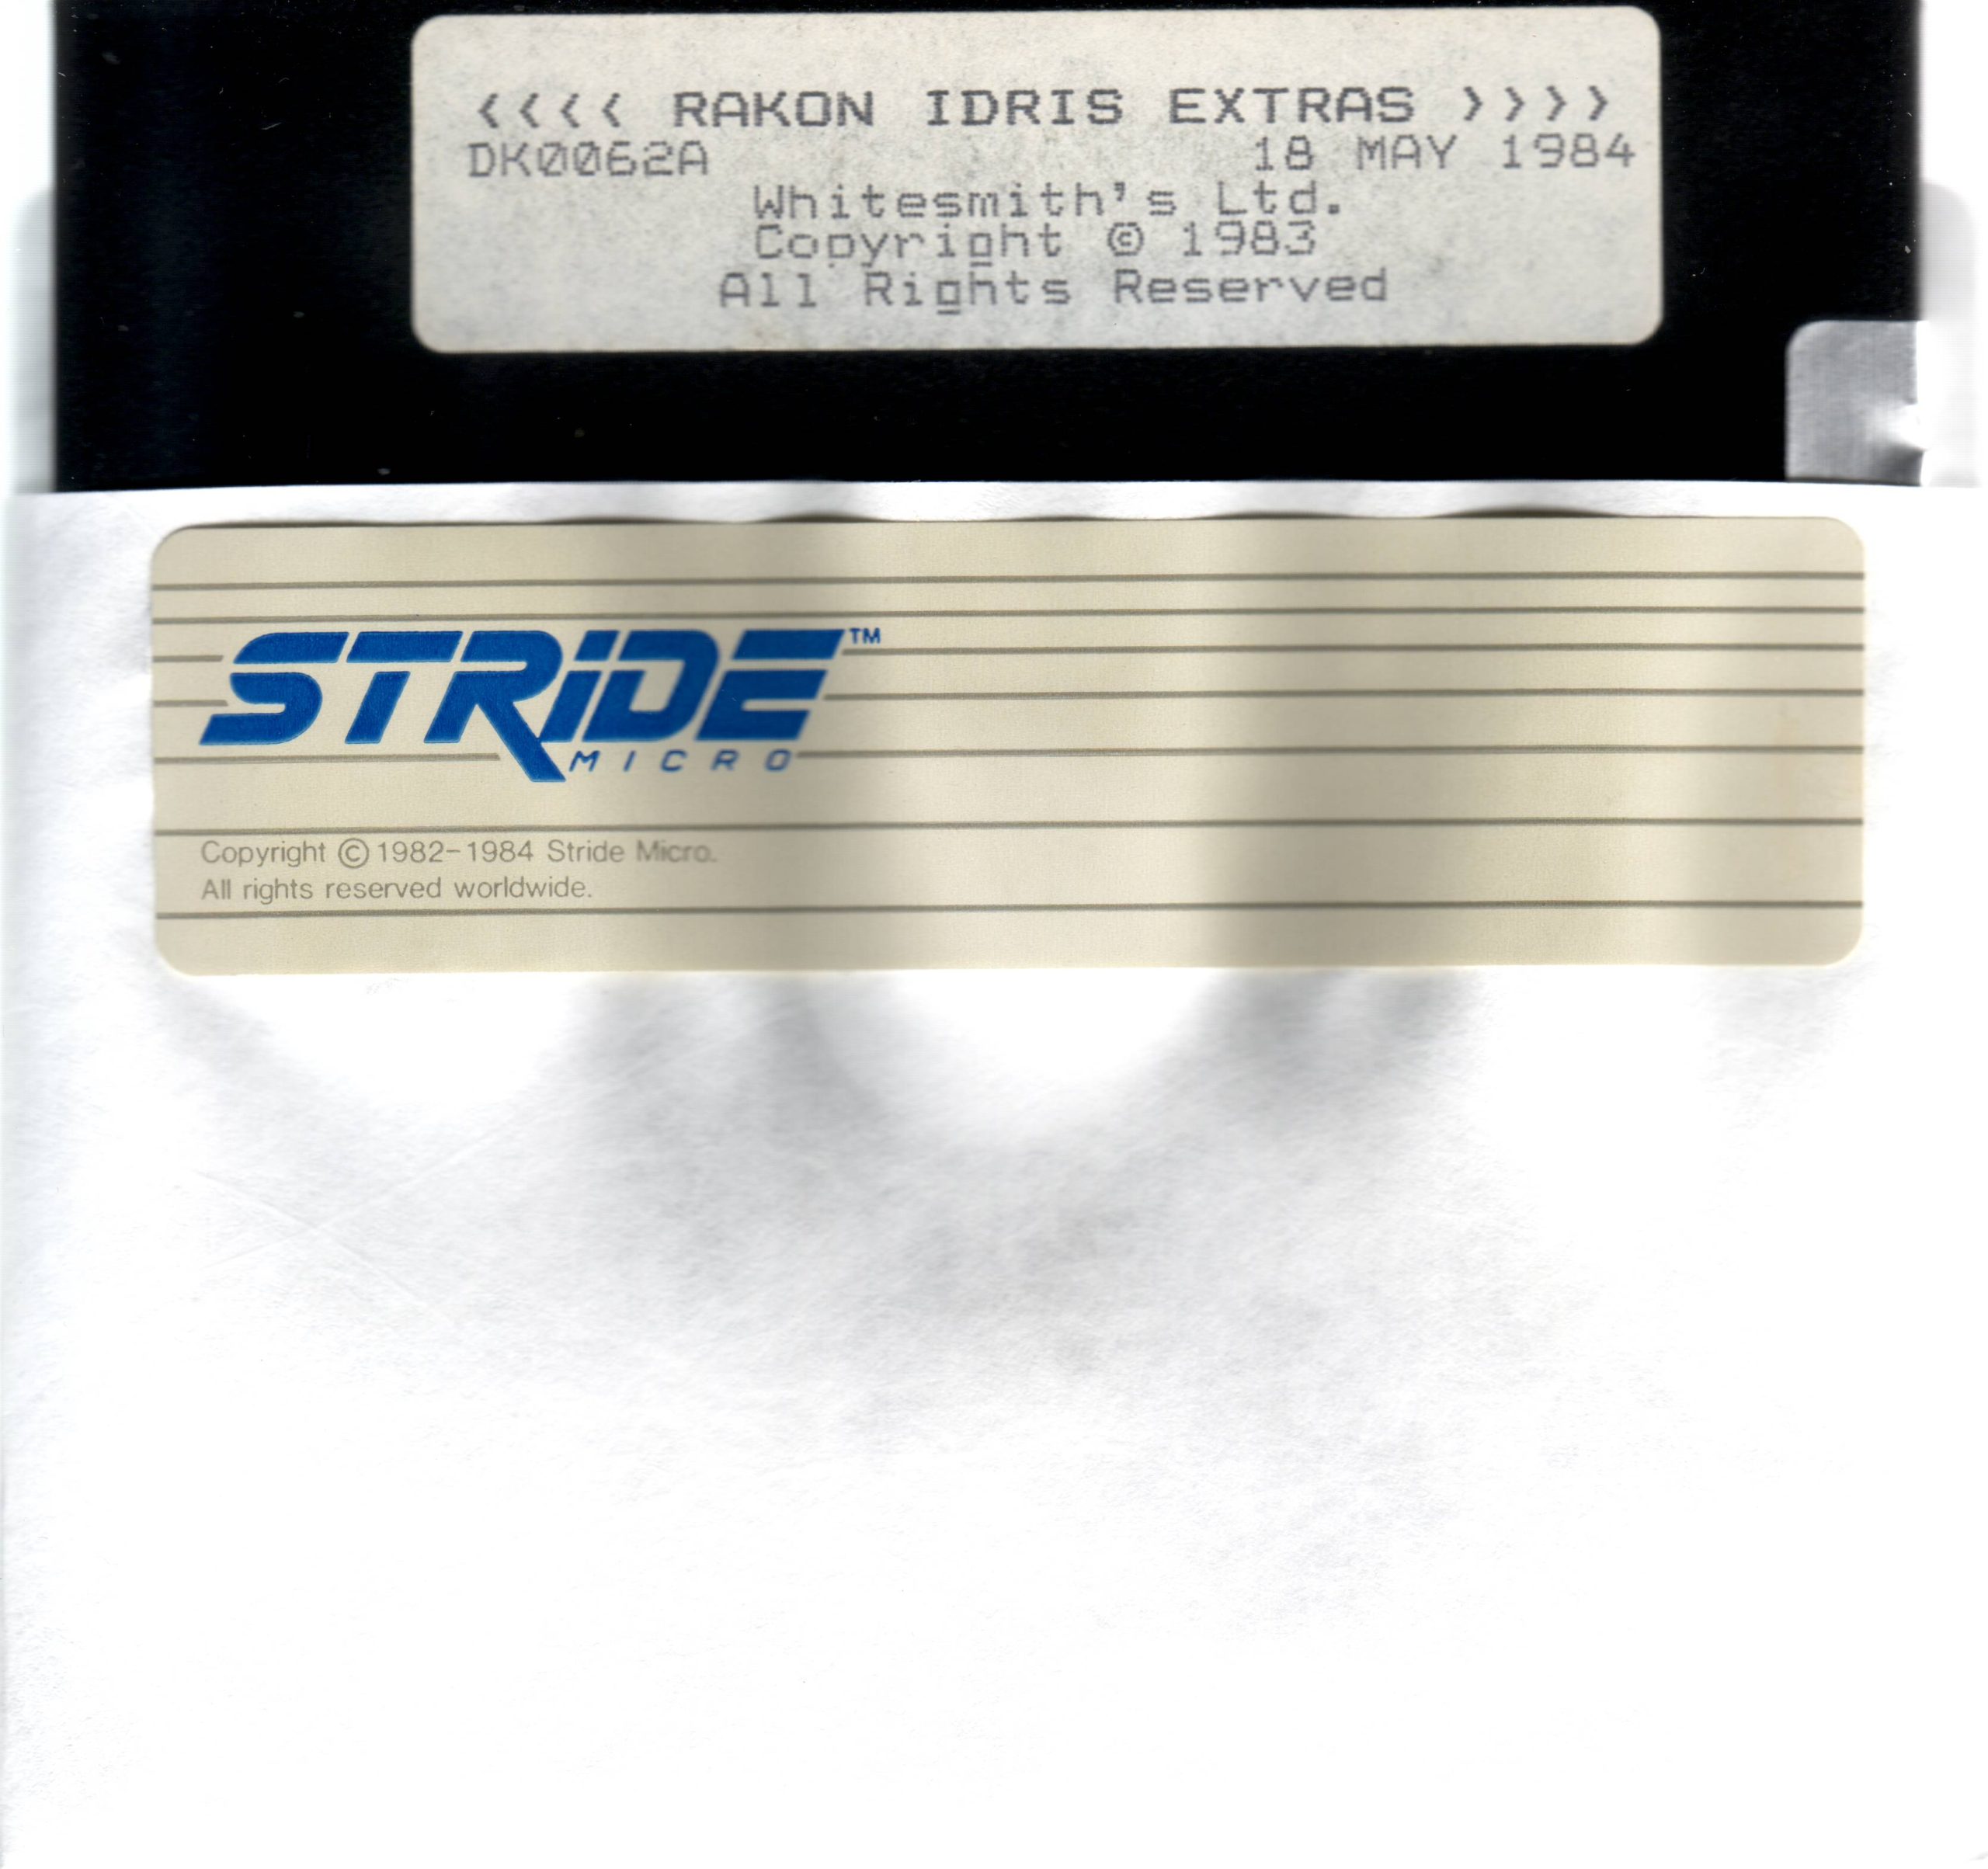 <<<< RAKON IDRIS EXTRAS >>>>
DK0062A 18 MAY 1984
Whitesmith's Ltd.
Copyright © 1983
All Rights Reserved
STRiDE™
MICRO
Copyright © 1982-1984 Stride Micro.
All rights reserved worldwide.